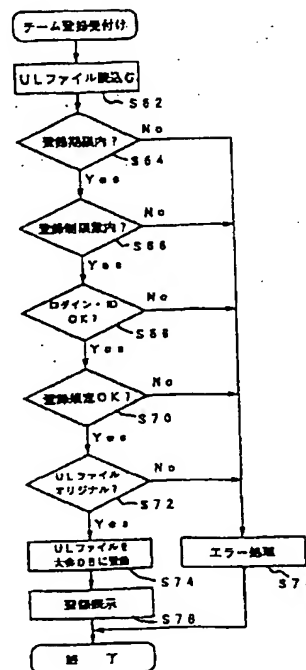 チーム登録受付け
ULファイル読込む
S62
登録期限内?
No
S64
Yes
登録制限数内?
No
S66
Yes
ログイン・ID
OK?
No
S68
Yes
登録規定OK?
No
S70
Yes
ULファイル
オリジナル?
No
S72
Yes
ULファイルを
大会DBに登録
エラー処理
S74
S7
登録表示
S76
終了